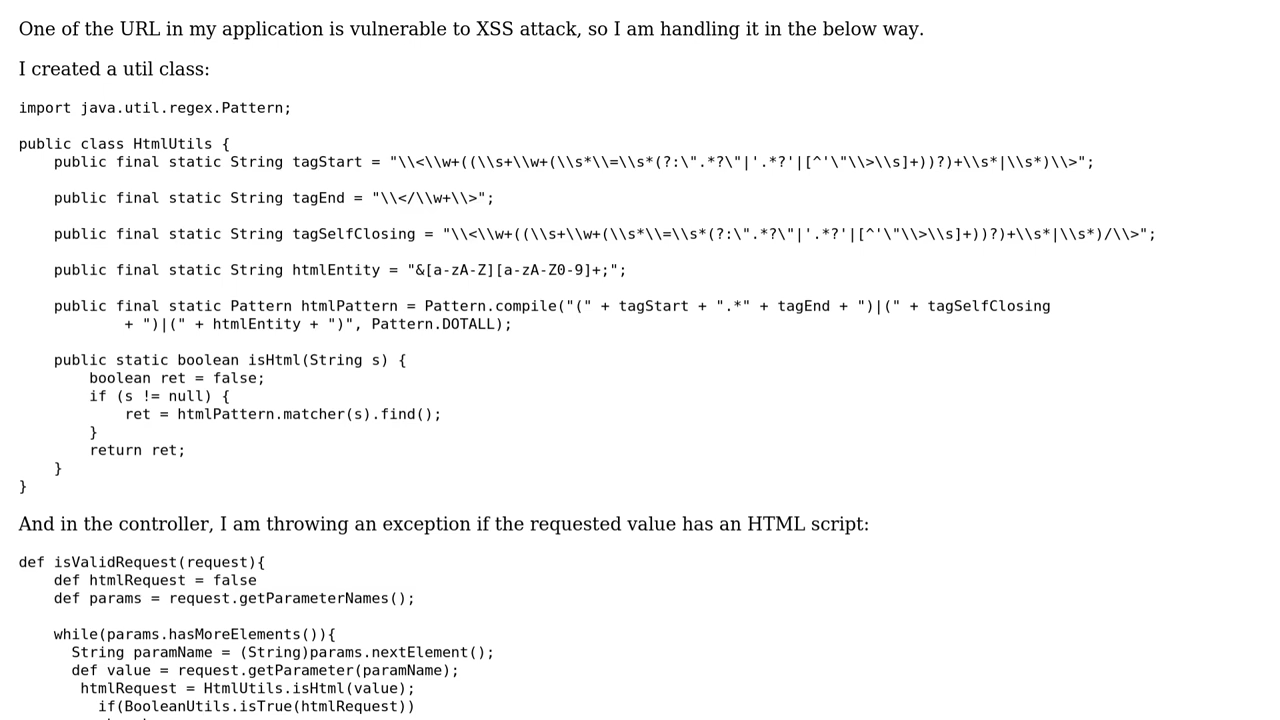 One of the URL in my application is vulnerable to XSS attack, so I am handling it in the below way.
I created a util class:
import java.util.regex.Pattern;
public class HtmlUtils {
    public final static String tagStart = "\\<\\w+((\\s+\\w+(\\s*\\=\\s*(?:\".*?\"|'.*?'|[^'\"\\>\\s]+))?)+\\s*|\\s*)\\>";
    public final static String tagEnd = "\\</\\w+\\>";
    public final static String tagSelfClosing = "\\<\\w+((\\s+\\w+(\\s*\\=\\s*(?:\".*?\"|'.*?'|[^'\"\\>\\s]+))?)+\\s*|\\s*)/\\>";
    public final static String htmlEntity = "&[a-zA-Z][a-zA-Z0-9]+;";
    public final static Pattern htmlPattern = Pattern.compile("(" + tagStart + ".*" + tagEnd + ")|(" + tagSelfClosing
            + ")|(" + htmlEntity + ")", Pattern.DOTALL);
    public static boolean isHtml(String s) {
        boolean ret = false;
        if (s != null) {
            ret = htmlPattern.matcher(s).find();
        }
        return ret;
    }
}
And in the controller, I am throwing an exception if the requested value has an HTML script:
def isValidRequest(request){
    def htmlRequest = false
    def params = request.getParameterNames();
    while(params.hasMoreElements()){
      String paramName = (String)params.nextElement();
      def value = request.getParameter(paramName);
       htmlRequest = HtmlUtils.isHtml(value);
         if(BooleanUtils.isTrue(htmlRequest))